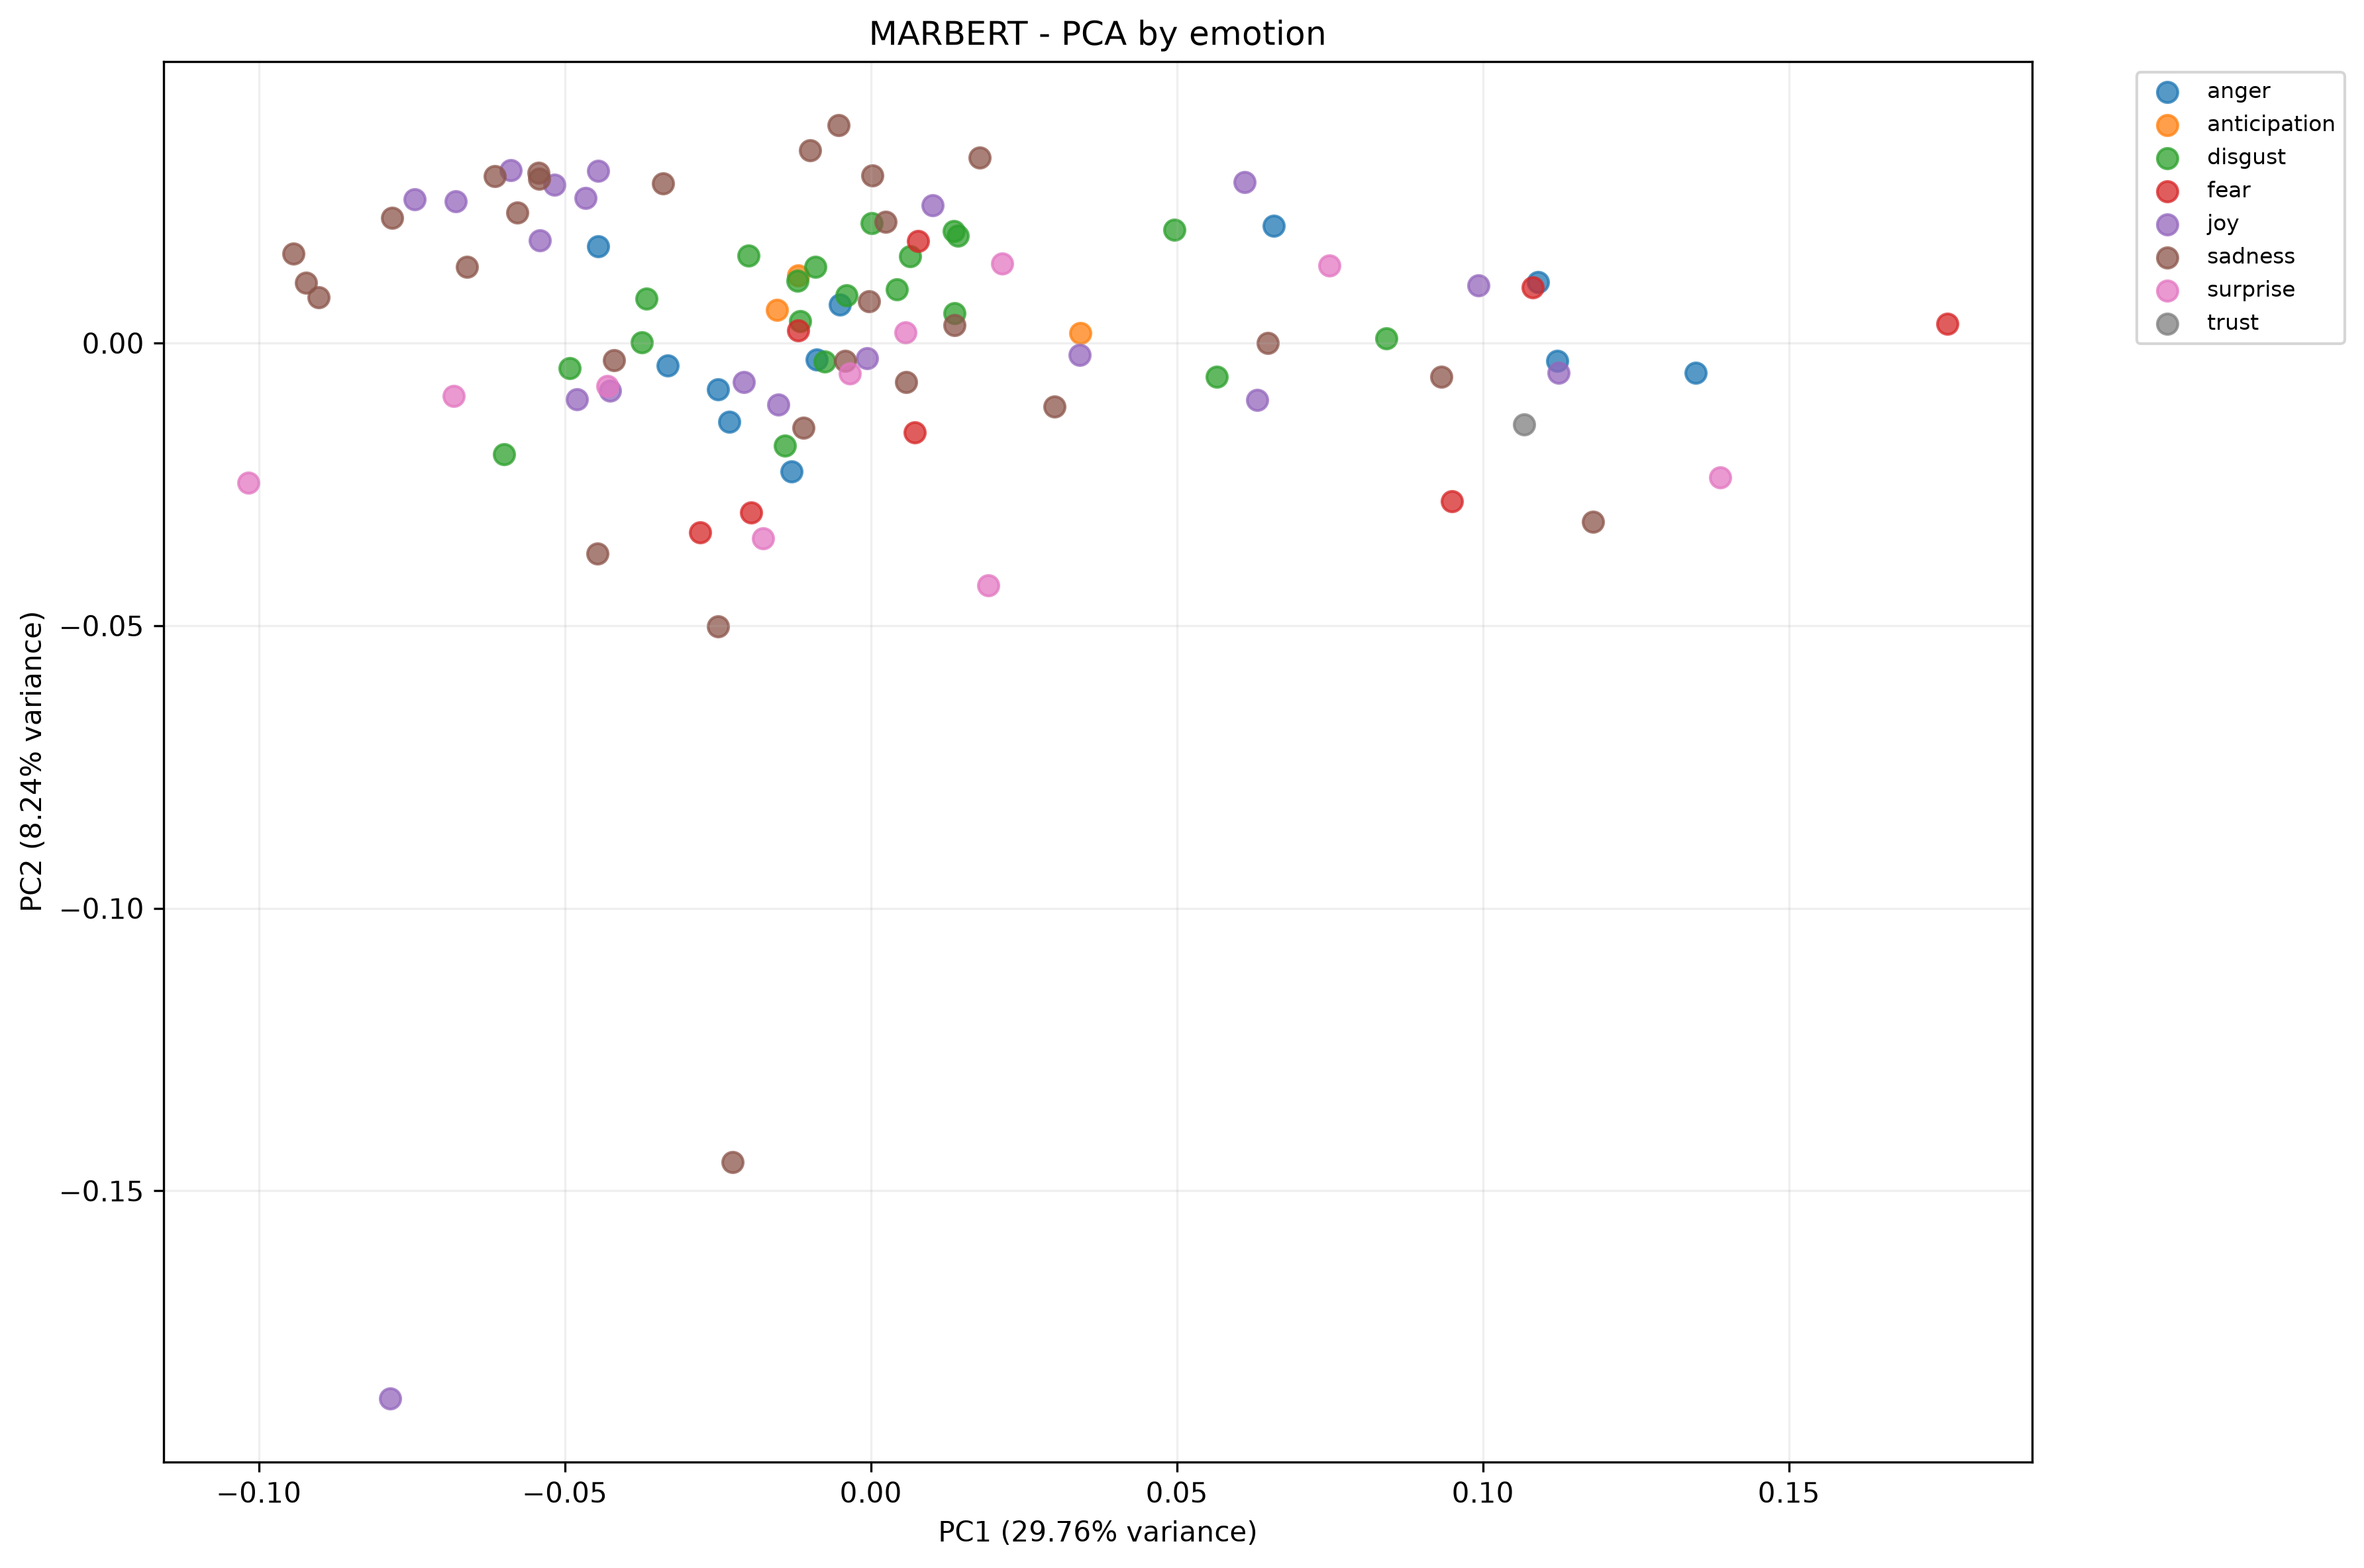 MARBERT - PCA by emotion
anger
anticipation
disgust
fear
joy
sadness
surprise
trust
PC2 (8.24% variance)
0.00
−0.05
−0.10
−0.15
−0.10
−0.05
0.00
0.05
0.10
0.15
PC1 (29.76% variance)